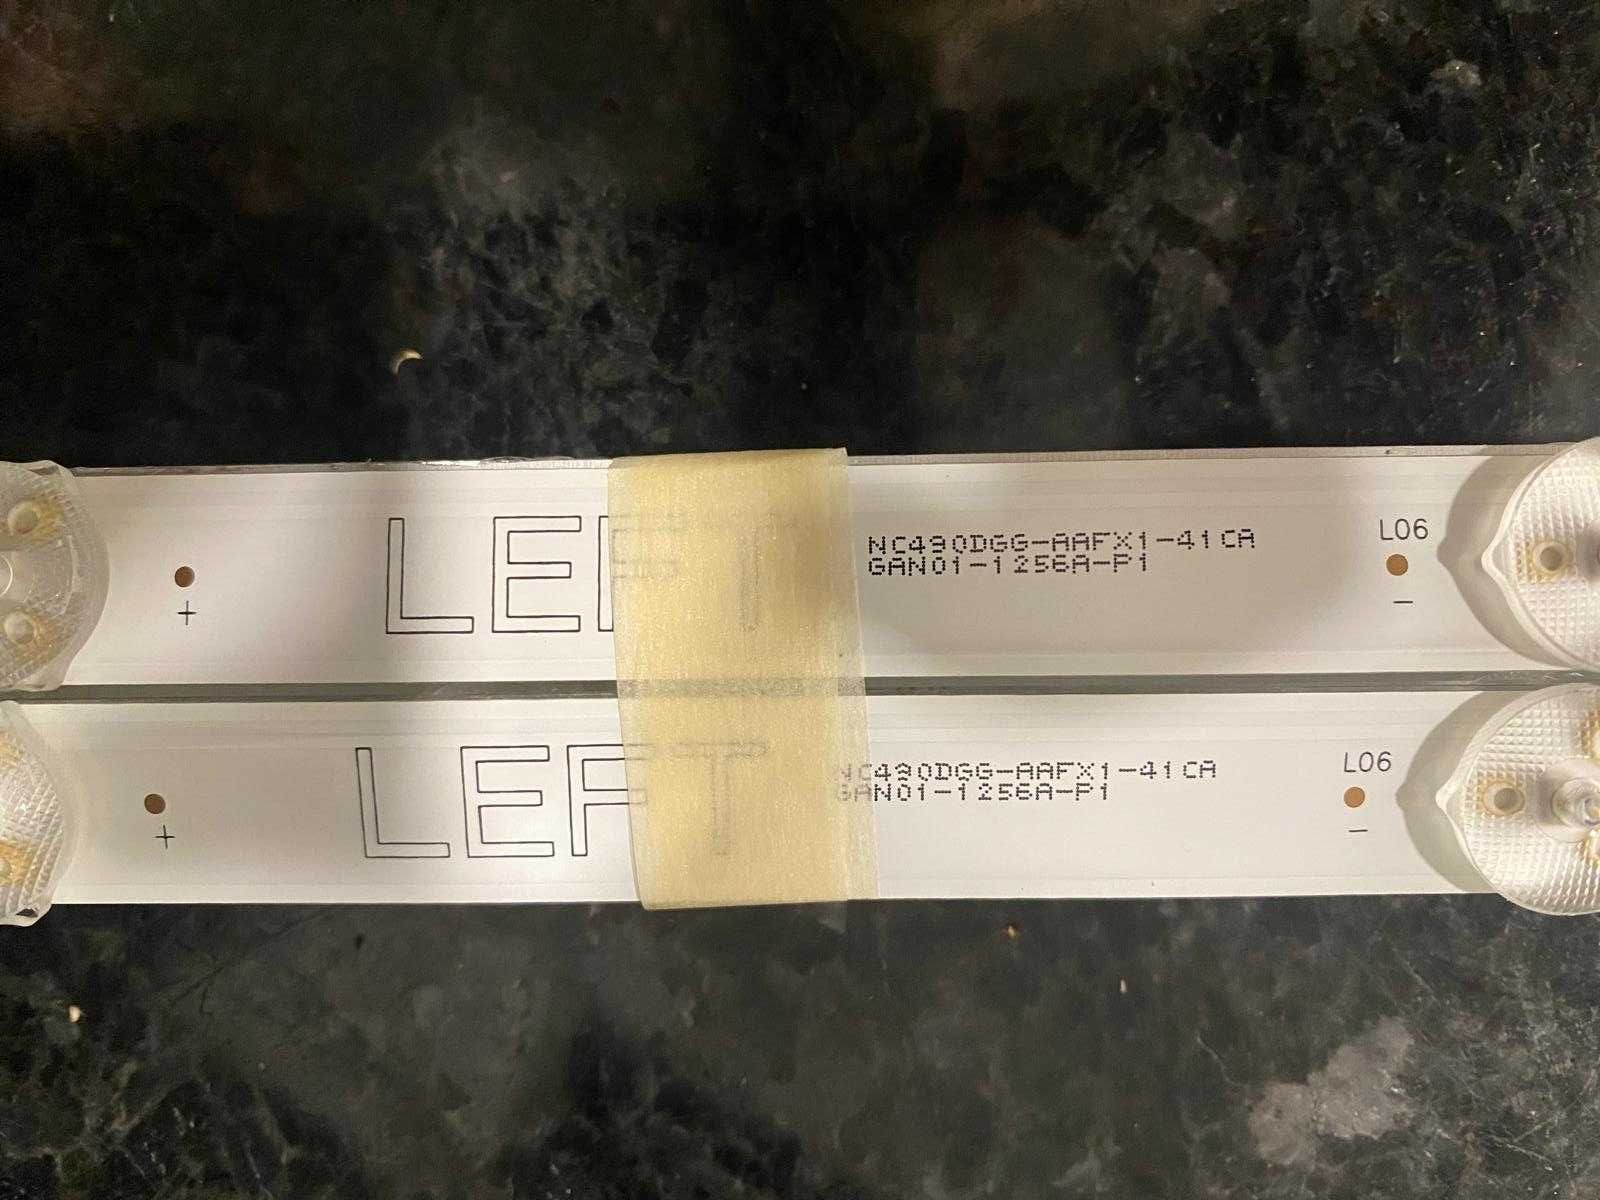 LEFT
NC490DGG-AAFX1-41CA
GAN01-1256A-P1
L06
+
−
LEFT
NC490DGG-AAFX1-41CA
GAN01-1256A-P1
L06
+
−